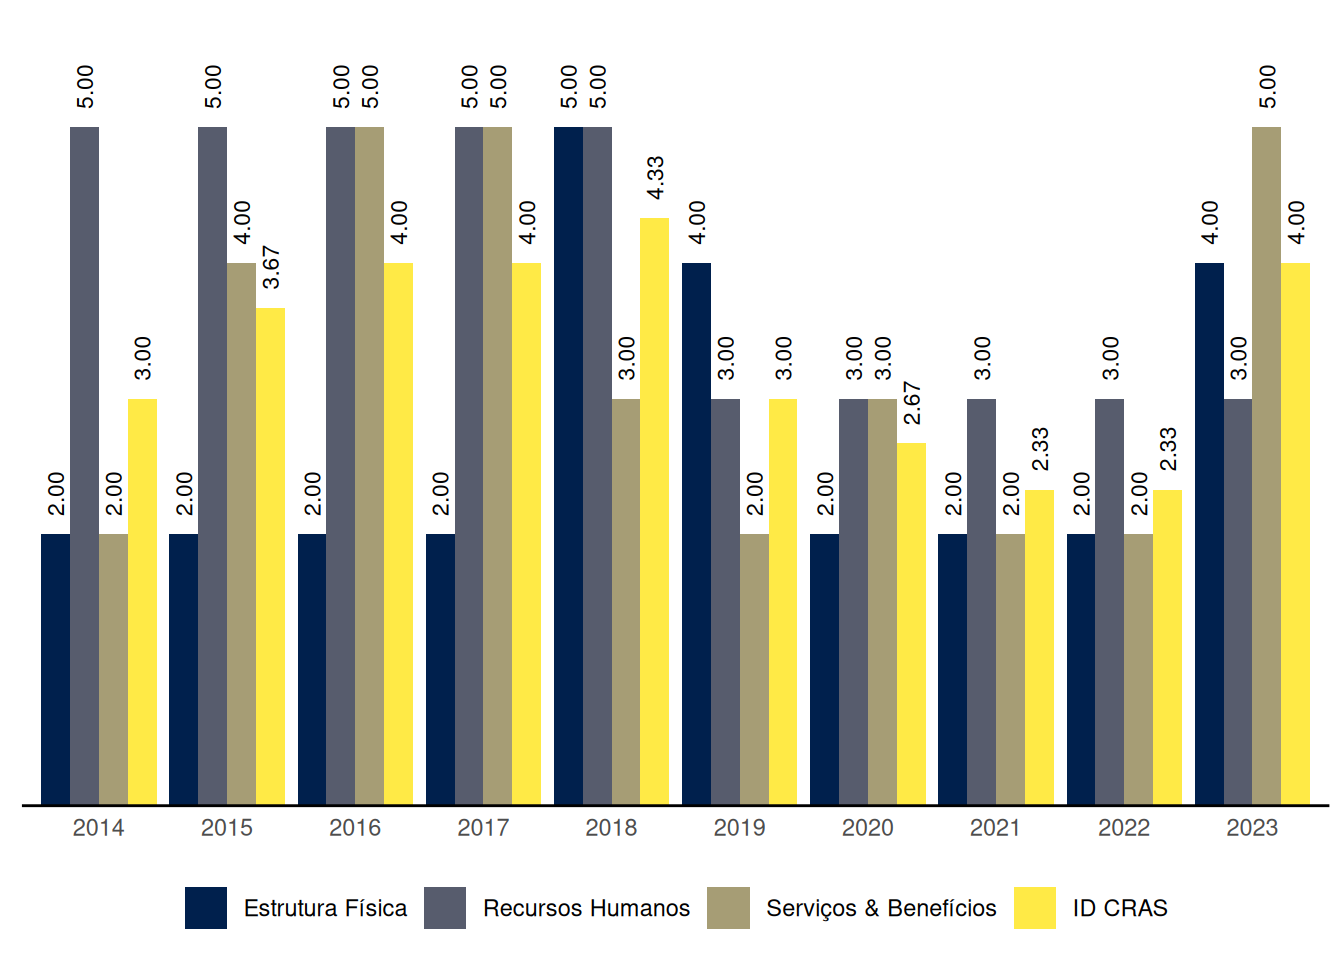 5.00 5.00 5.00 5.00 5.00 5.00 5.00 5.00 5.00
4.33
4.00 4.00 4.00 4.00 4.00 4.00
3.67
3.00 3.00 3.00 3.00 3.00 3.00 3.00 3.00 3.00
2.67
2.33 2.33
2.00 2.00 2.00 2.00 2.00 2.00 2.00 2.00 2.00 2.00 2.00
2014 2015 2016 2017 2018 2019 2020 2021 2022 2023
Estrutura Física Recursos Humanos Serviços & Benefícios ID CRAS